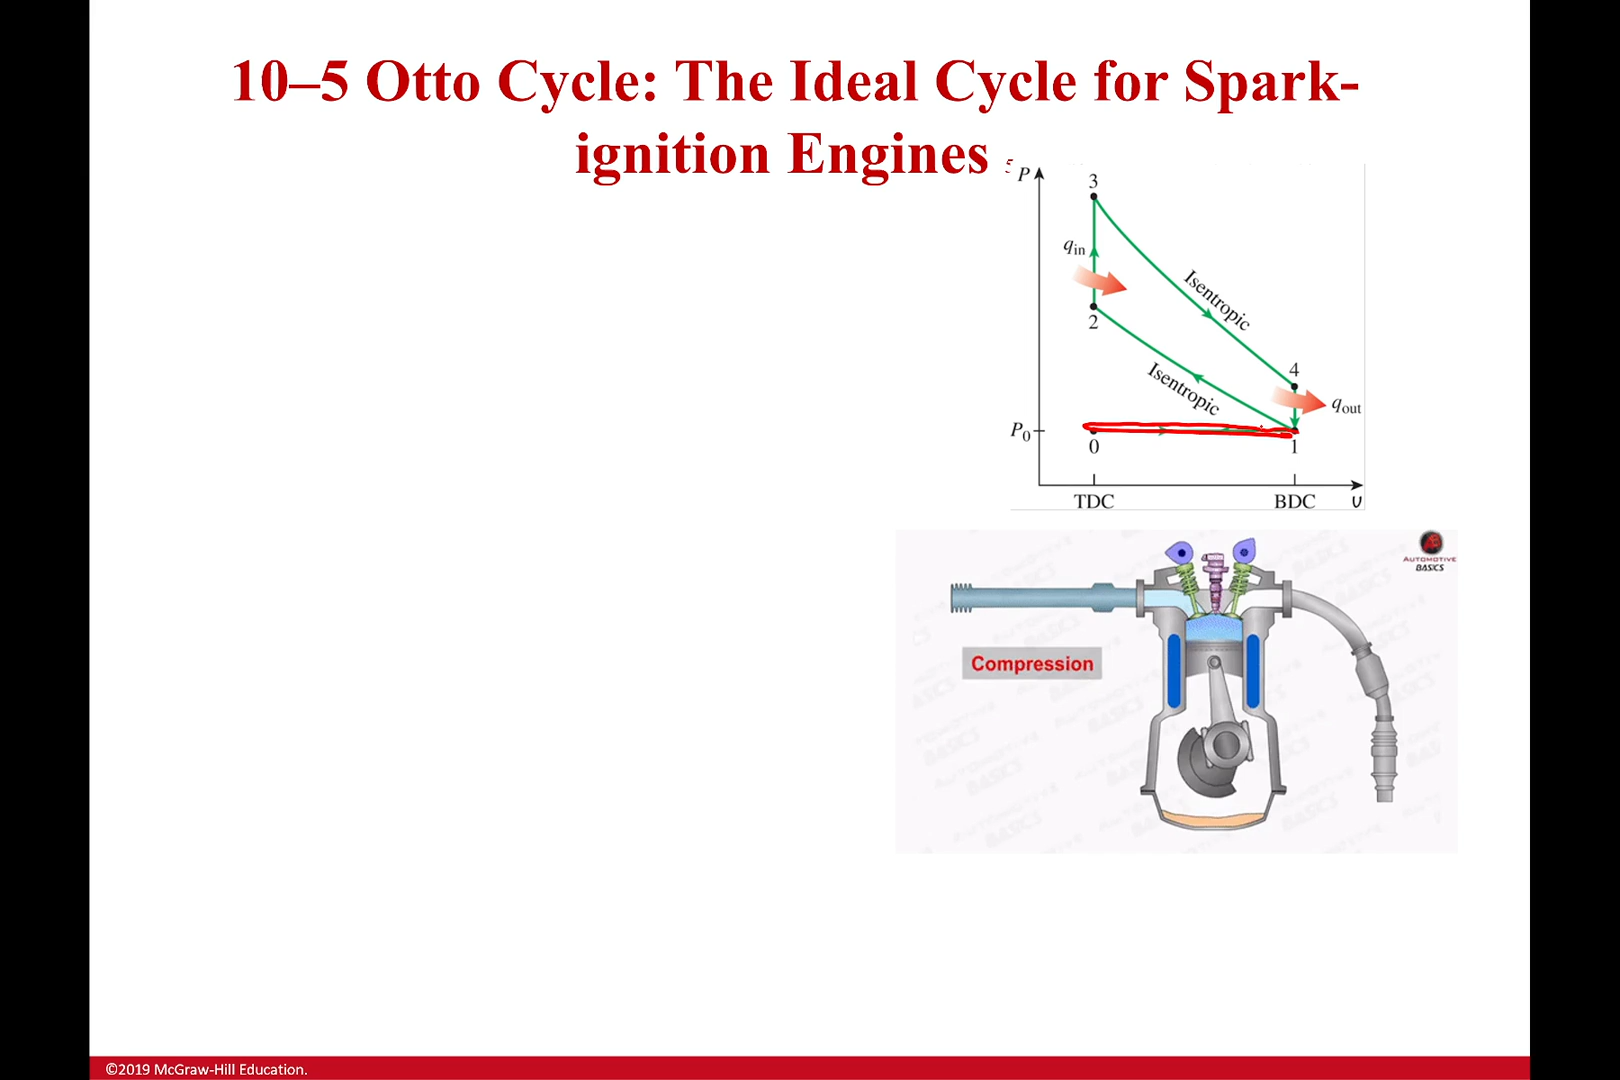 10–5 Otto Cycle: The Ideal Cycle for Spark-
ignition Engines
P
3
qin
Isentropic
2
4
Isentropic
qout
P0
0
1
TDC
BDC
υ
AUTOMOTIVE
BASICS
Compression
©2019 McGraw-Hill Education.